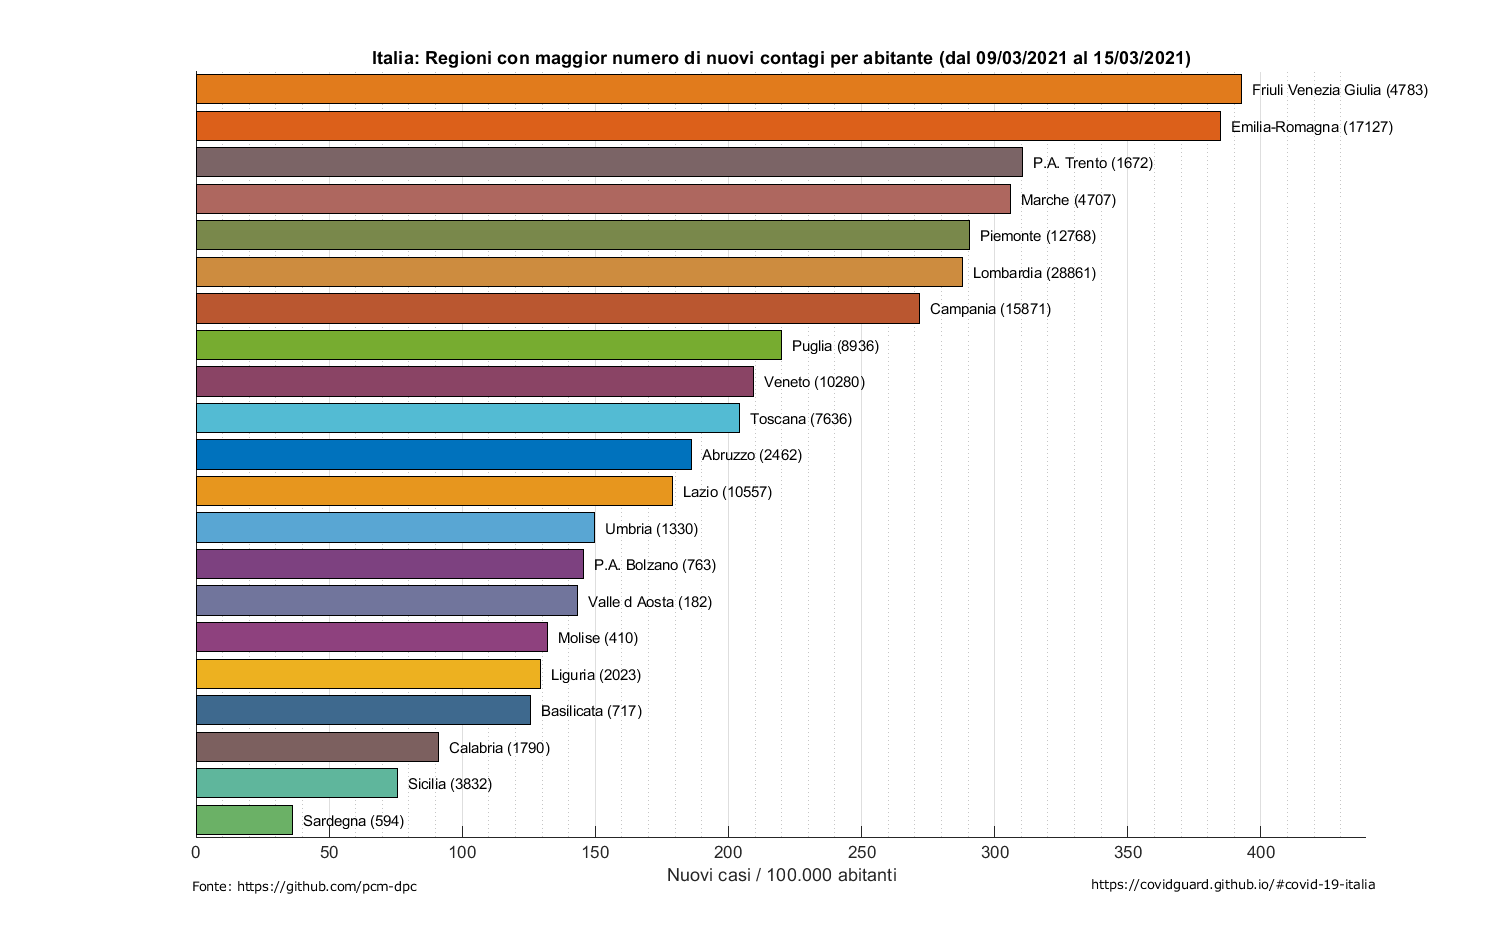 Italia: Regioni con maggior numero di nuovi contagi per abitante (dal 09/03/2021 al 15/03/2021)
Friuli Venezia Giulia (4783)
Emilia-Romagna (17127)
P.A. Trento (1672)
Marche (4707)
Piemonte (12768)
Lombardia (28861)
Campania (15871)
Puglia (8936)
Veneto (10280)
Toscana (7636)
Abruzzo (2462)
Lazio (10557)
Umbria (1330)
P.A. Bolzano (763)
Valle d Aosta (182)
Molise (410)
Liguria (2023)
Basilicata (717)
Calabria (1790)
Sicilia (3832)
Sardegna (594)
0 50 100 150 200 250 300 350 400
Nuovi casi / 100.000 abitanti
Fonte: https://github.com/pcm-dpc
https://covidguard.github.io/#covid-19-italia